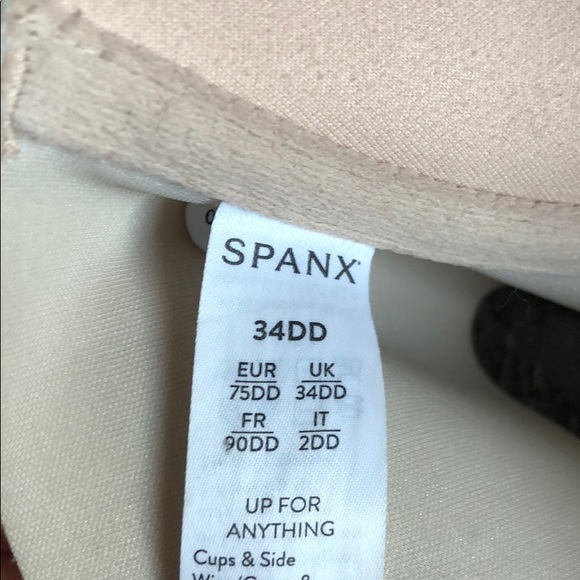 SPANX
34DD
EUR UK
75DD 34DD
FR IT
90DD 2DD
UP FOR
ANYTHING
Cups & Side